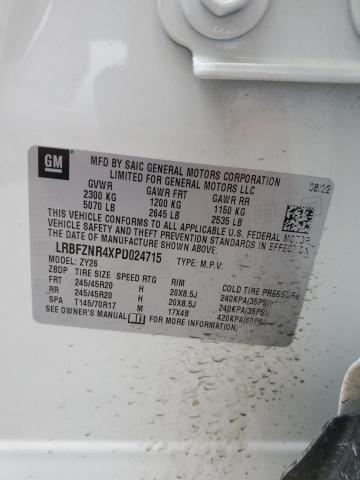 GM
MFD BY SAIC GENERAL MOTORS CORPORATION
LIMITED FOR GENERAL MOTORS LLC
08/22
GVWR GAWR FRT GAWR RR
2300 KG 1200 KG 1150 KG
5070 LB 2645 LB 2535 LB
THIS VEHICLE CONFORMS TO ALL APPLICABLE U.S. FEDERAL MOTOR
VEHICLE SAFETY, BUMPER, AND THEFT PREVENTION STANDARDS IN EFFECT
ON THE DATE OF MANUFACTURE SHOWN ABOVE.
LRBFZNR4XPD024715 TYPE: M.P.V.
MODEL: ZY26
ZBDP TIRE SIZE SPEED RTG RIM COLD TIRE PRESSURE
FRT 245/45R20 H 20X8.5J 240KPA(35PSI)
RR 245/45R20 H 20X8.5J 240KPA(35PSI)
SPA T145/70R17 M 17X4B 420KPA(60PSI)
SEE OWNER'S MANUAL FOR MORE INFORMATION.